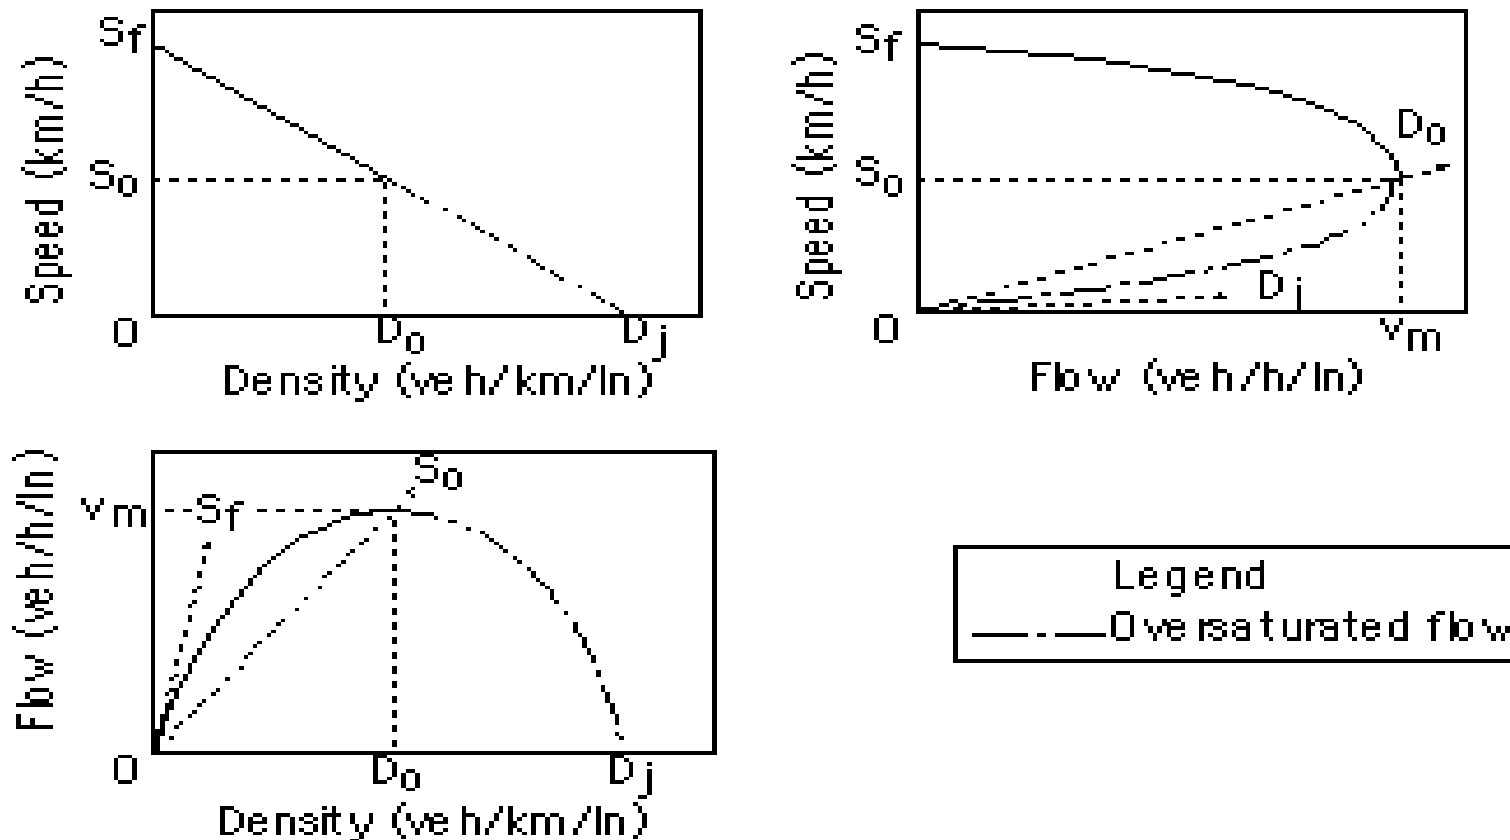 Sf
Speed (km/h)
So
0
Do
Dj
Density (veh/km/ln)
Sf
Speed (km/h)
So
Do
Dj
0
vm
Flow (veh/h/ln)
So
vm
Sf
Flow (veh/h/ln)
0
Do
Dj
Density (veh/km/ln)
Legend
Oversaturated flow